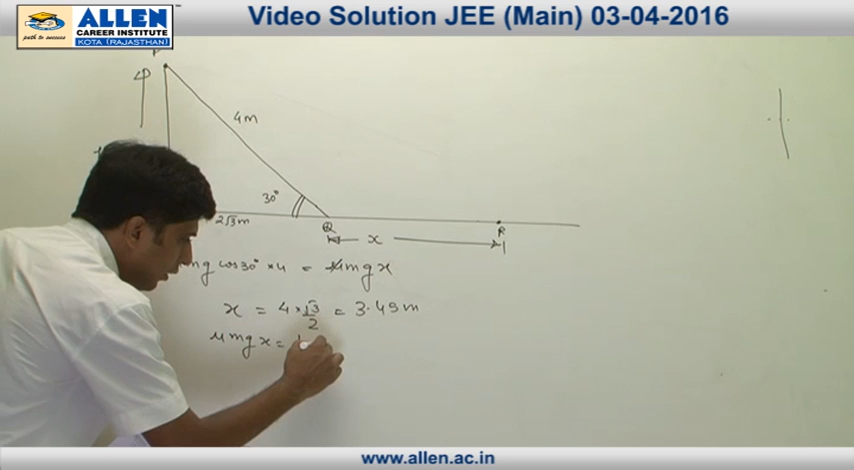 Video Solution JEE (Main) 03-04-2016
ALLEN
CAREER INSTITUTE
KOTA (RAJASTHAN)
path to success
4m
30°
2√3m
Q
R
x
mg cos30° × 4 = μmgx
x = 4 × √3/2 = 3.45m
μmgx =
www.allen.ac.in